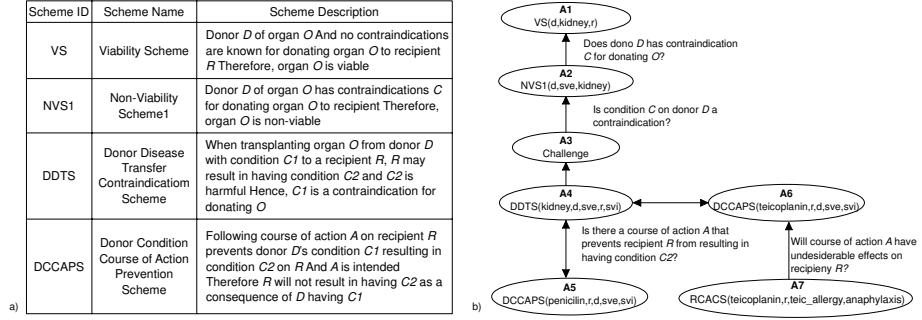 Scheme ID Scheme Name Scheme Description
VS
Viability Scheme
Donor D of organ O And no contraindications
are known for donating organ O to recipient
R Therefore, organ O is viable
NVS1
Non-Viability
Scheme1
Donor D of organ O has contraindications C
for donating organ O to recipient Therefore,
organ O is non-viable
DDTS
Donor Disease
Transfer
Contraindicatiom
Scheme
When transplanting organ O from donor D
with condition C1 to a recipient R, R may
result in having condition C2 and C2 is
harmful Hence, C1 is a contraindication for
donating O
DCCAPS
Donor Condition
Course of Action
Prevention
Scheme
Following course of action A on recipient R
prevents donor D's condition C1 resulting in
condition C2 on R And A is intended
Therefore R will not result in having C2 as a
consequence of D having C1
a)
A1
VS(d,kidney,r)
Does dono D has contraindication
C for donating O?
A2
NVS1(d,sve,kidney)
Is condition C on donor D a
contraindication?
A3
Challenge
A4
DDTS(kidney,d,sve,r,svi)
A6
DCCAPS(teicoplanin,r,d,sve,svi)
Is there a course of action A that
prevents recipient R from resulting in
having condition C2?
Will course of action A have
undesiderable effects on
recipieny R?
A5
DCCAPS(penicilin,r,d,sve,svi)
A7
RCACS(teicoplanin,r,teic_allergy,anaphylaxis)
b)